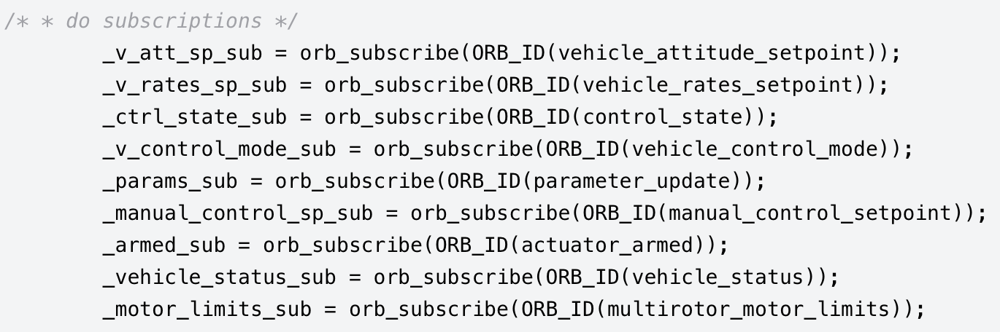 /* * do subscriptions */
_v_att_sp_sub = orb_subscribe(ORB_ID(vehicle_attitude_setpoint));
_v_rates_sp_sub = orb_subscribe(ORB_ID(vehicle_rates_setpoint));
_ctrl_state_sub = orb_subscribe(ORB_ID(control_state));
_v_control_mode_sub = orb_subscribe(ORB_ID(vehicle_control_mode));
_params_sub = orb_subscribe(ORB_ID(parameter_update));
_manual_control_sp_sub = orb_subscribe(ORB_ID(manual_control_setpoint));
_armed_sub = orb_subscribe(ORB_ID(actuator_armed));
_vehicle_status_sub = orb_subscribe(ORB_ID(vehicle_status));
_motor_limits_sub = orb_subscribe(ORB_ID(multirotor_motor_limits));